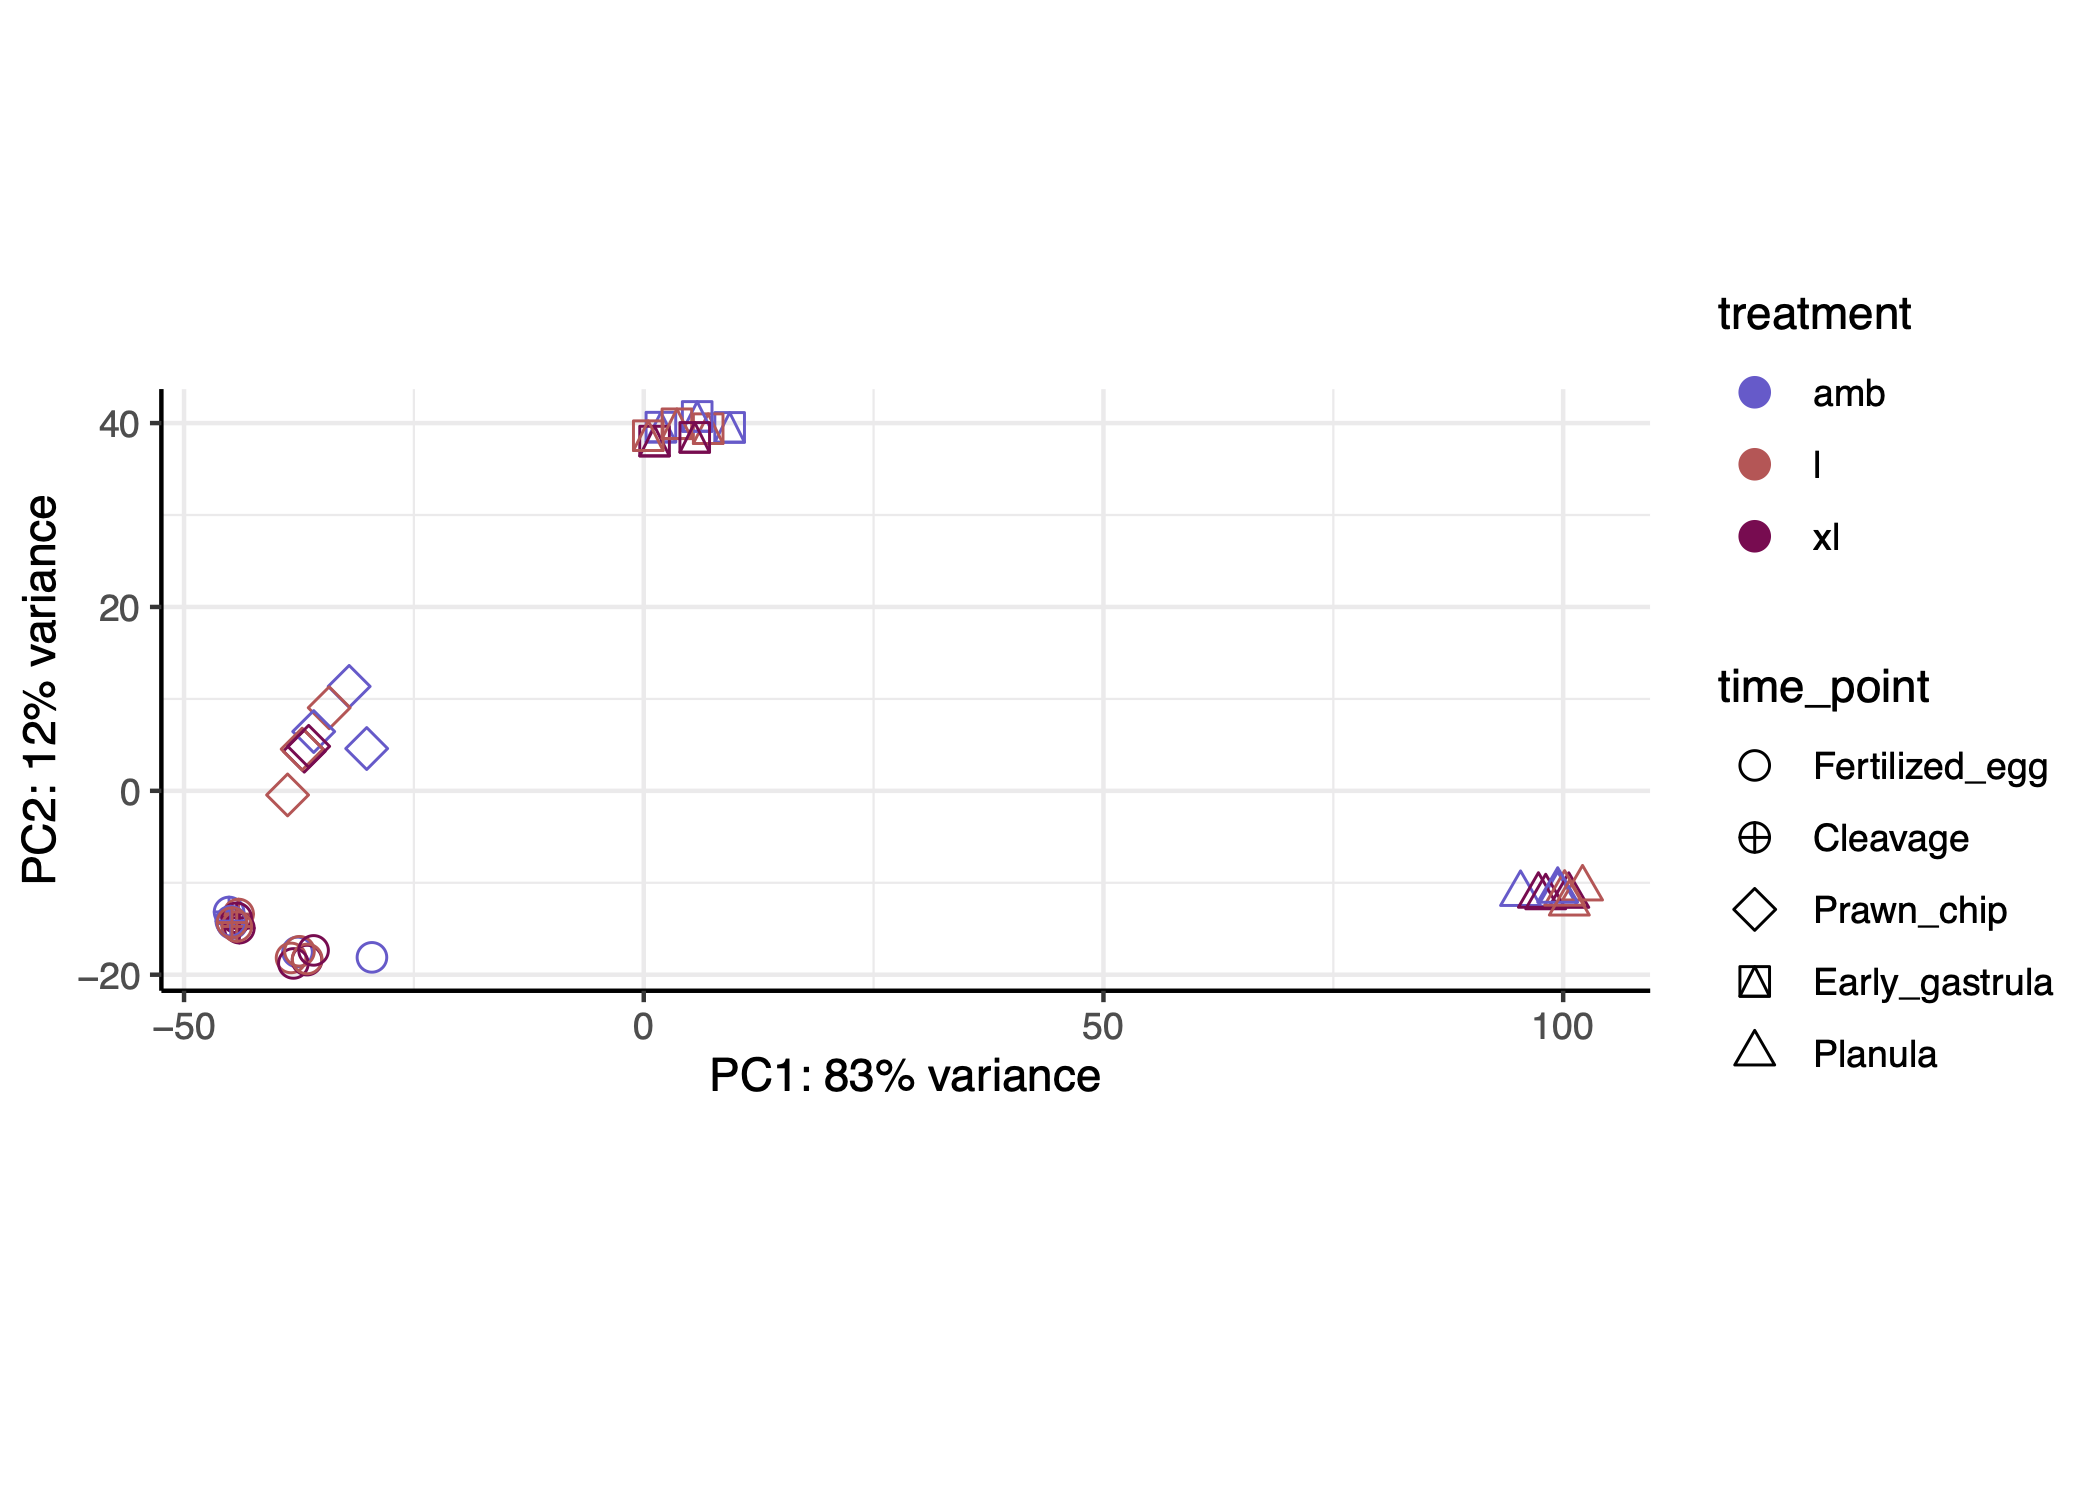 PC2: 12% variance
40
20
0
−20
−50
0
50
100
PC1: 83% variance
treatment
amb
l
xl
time_point
Fertilized_egg
Cleavage
Prawn_chip
Early_gastrula
Planula